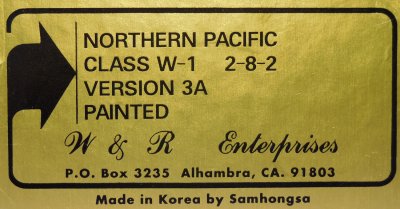 NORTHERN PACIFIC
CLASS W-1 2-8-2
VERSION 3A
PAINTED
W & R Enterprises
P.O. Box 3235 Alhambra, CA. 91803
Made in Korea by Samhongsa